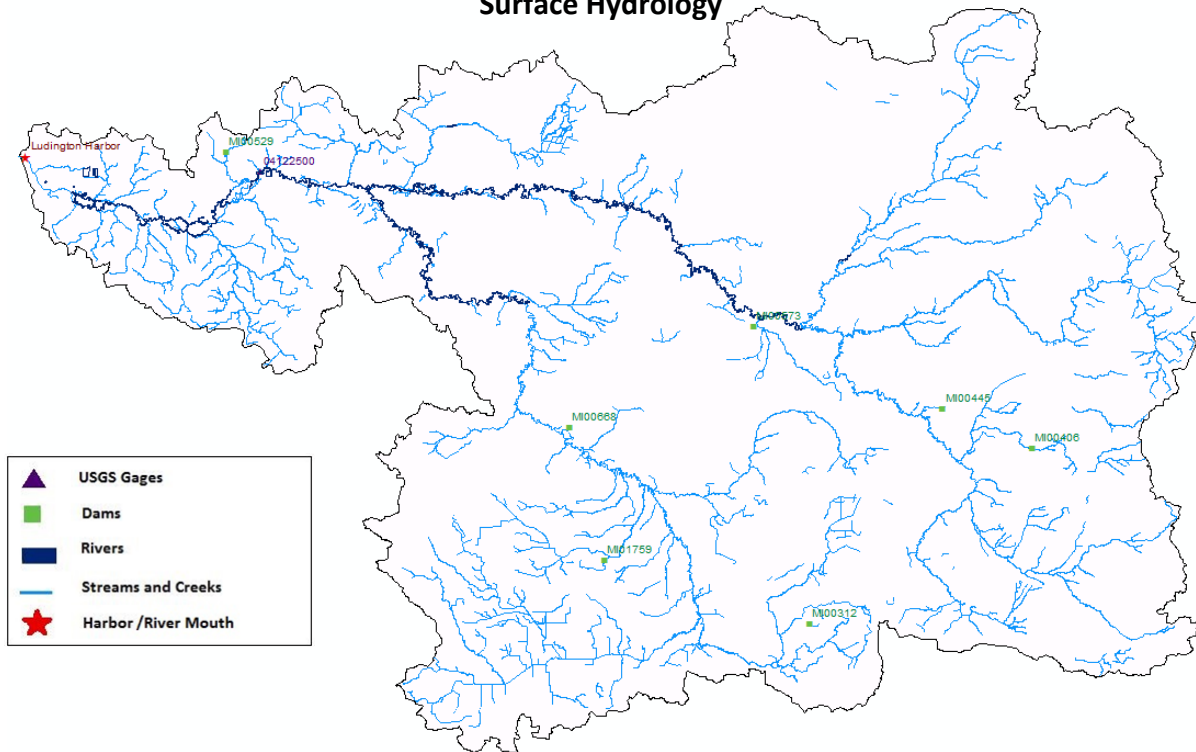 Surface Hydrology
Ludington Harbor
MI00529
04122500
MI00573
MI00445
MI00668
MI00406
MI01759
MI00312
USGS Gages
Dams
Rivers
Streams and Creeks
Harbor /River Mouth